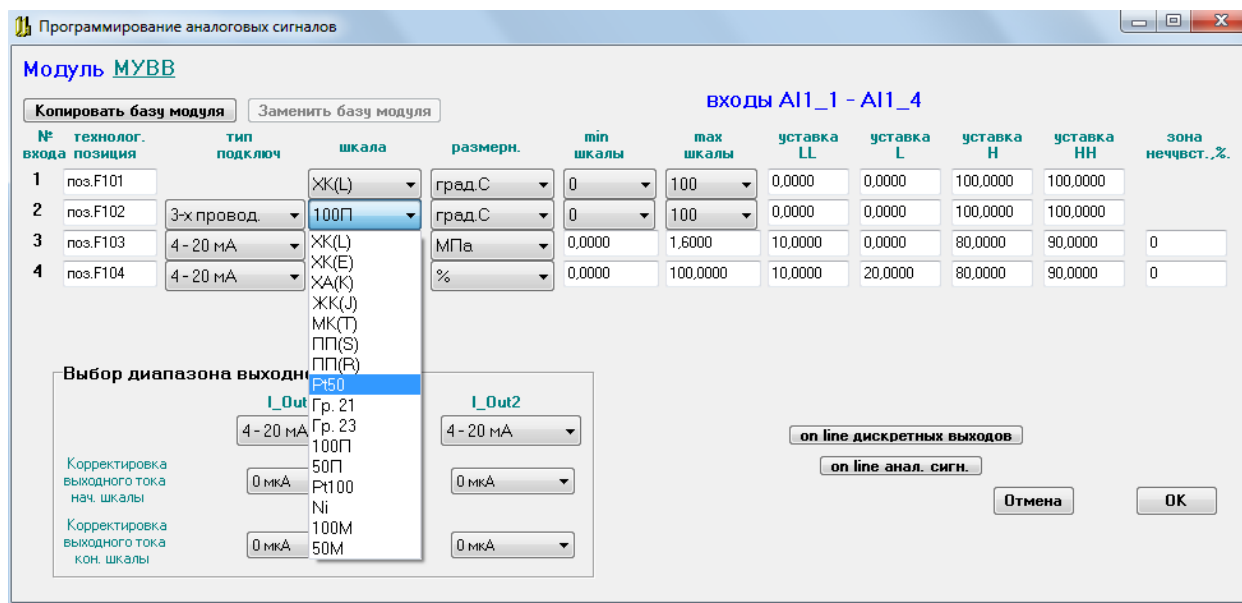 Программирование аналоговых сигналов
Модуль МУВВ
Копировать базу модуля Заменить базу модуля
входы AI1_1 - AI1_4
№ входа технолог. позиция тип подключ шкала размерн. min шкалы max шкалы уставка LL уставка L уставка H уставка HH зона неччвст.,%.
1 поз.F101 ХК(L) град.С 0 100 0,0000 0,0000 100,0000 100,0000
2 поз.F102 3-х провод. 100П град.С 0 100 0,0000 0,0000 100,0000 100,0000
3 поз.F103 4 - 20 мА МПа 0,0000 1,6000 10,0000 0,0000 80,0000 90,0000 0
4 поз.F104 4 - 20 мА % 0,0000 100,0000 10,0000 20,0000 80,0000 90,0000 0
ХК(L)
ХК(E)
ХА(K)
ЖК(J)
МК(T)
ПП(S)
ПП(R)
Pt50
Гр. 21
Гр. 23
100П
50П
Pt100
Ni
100М
50М
Выбор диапазона выходн
I_Out I_Out2
4 - 20 мА 4 - 20 мА
Корректировка
выходного тока
нач. шкалы
0 мкА 0 мкА
Корректировка
выходного тока
кон. шкалы
0 мкА 0 мкА
on line дискретных выходов
on line анал. сигн.
Отмена OK